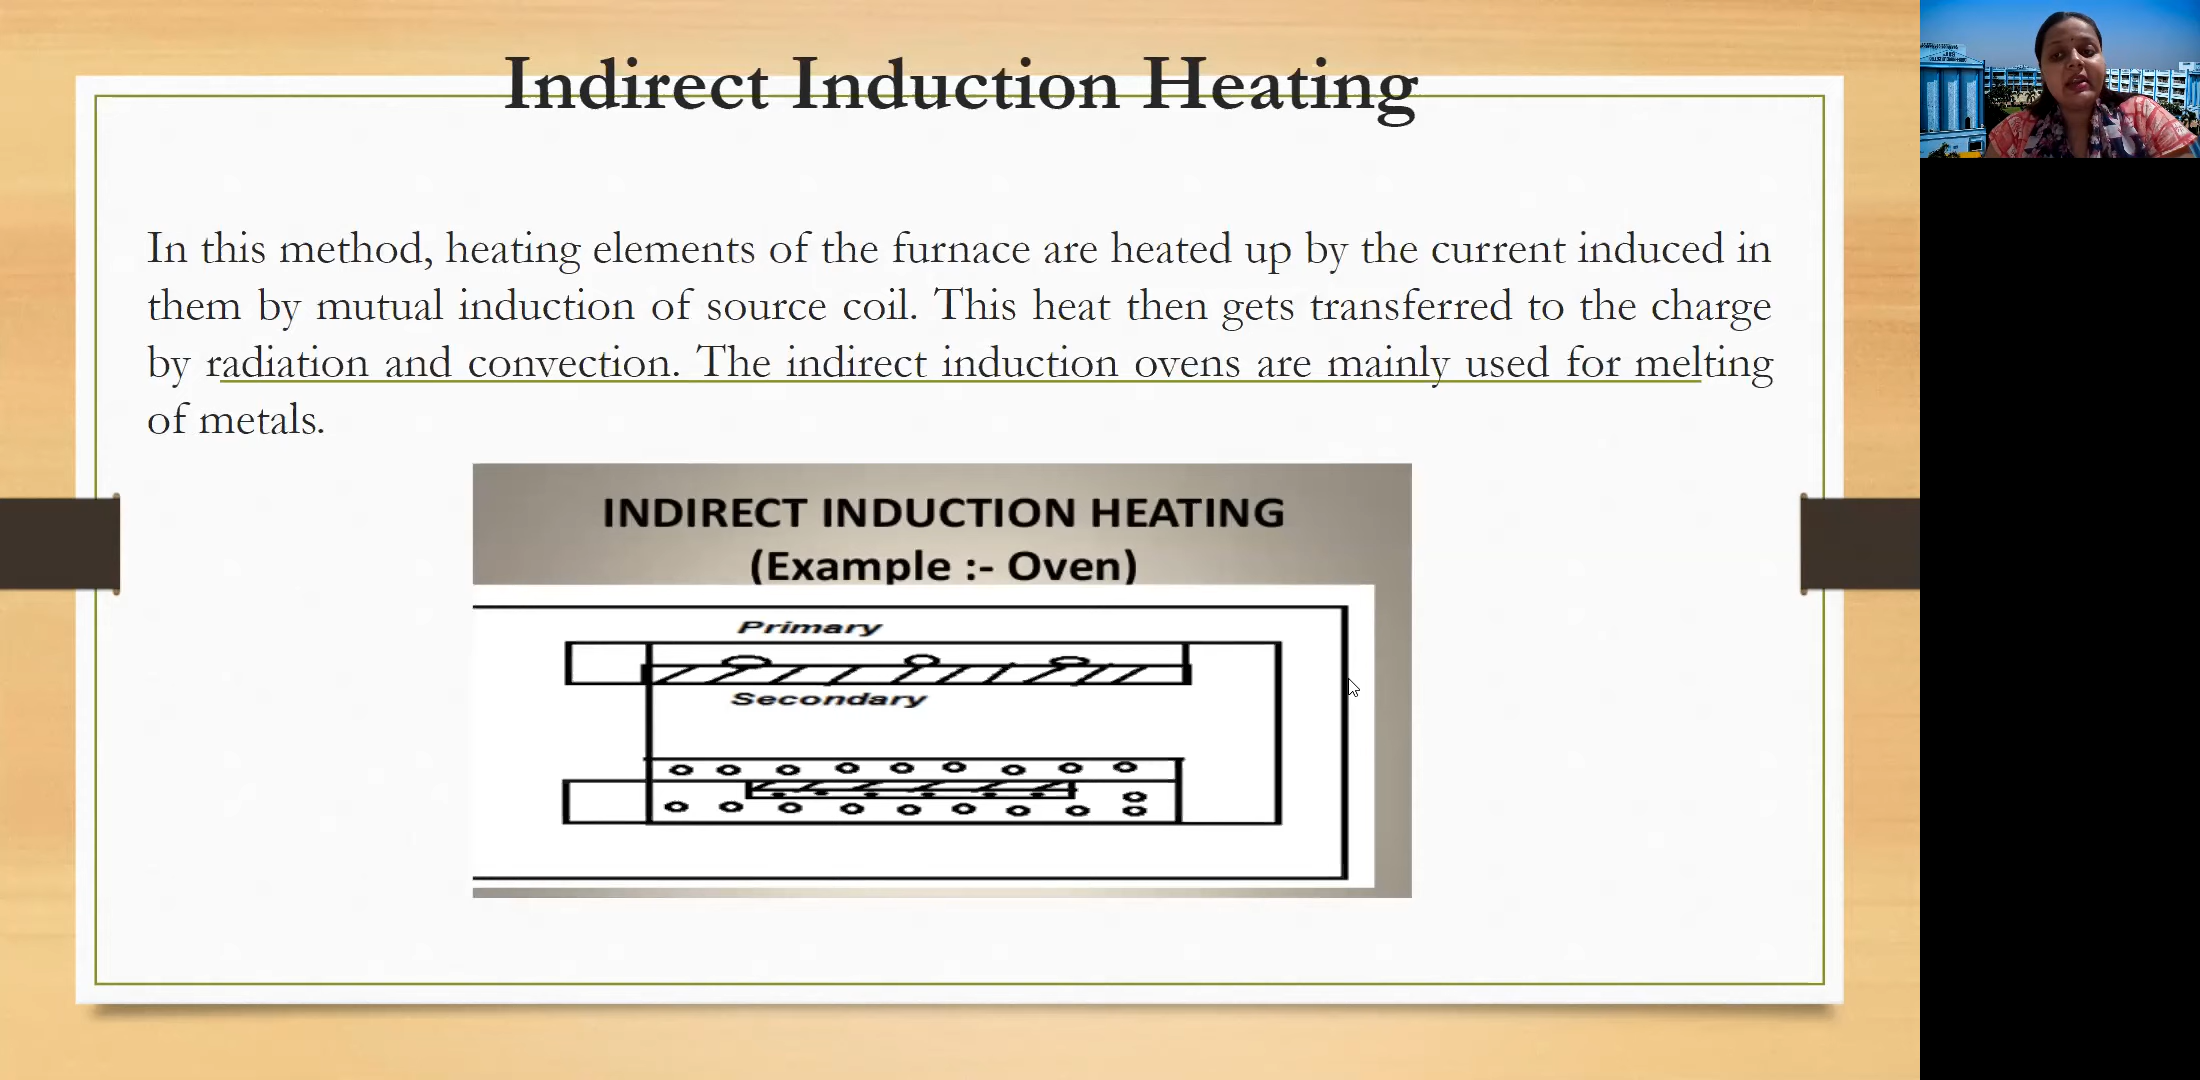 Indirect Induction Heating
In this method, heating elements of the furnace are heated up by the current induced in
them by mutual induction of source coil. This heat then gets transferred to the charge
by radiation and convection. The indirect induction ovens are mainly used for melting
of metals.
INDIRECT INDUCTION HEATING
(Example :- Oven)
Primary
Secondary